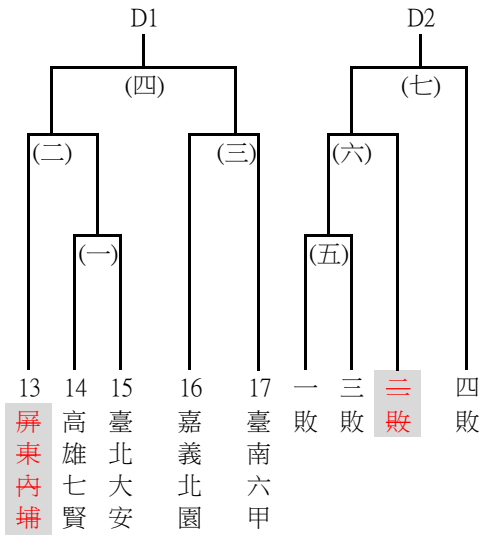 D1 D2
(四) (七)
(二) (三) (六)
(一) (五)
13 14 15 16 17 一敗 三敗 二敗 四敗
屏東內埔 高雄七賢 臺北大安 嘉義北園 臺南六甲